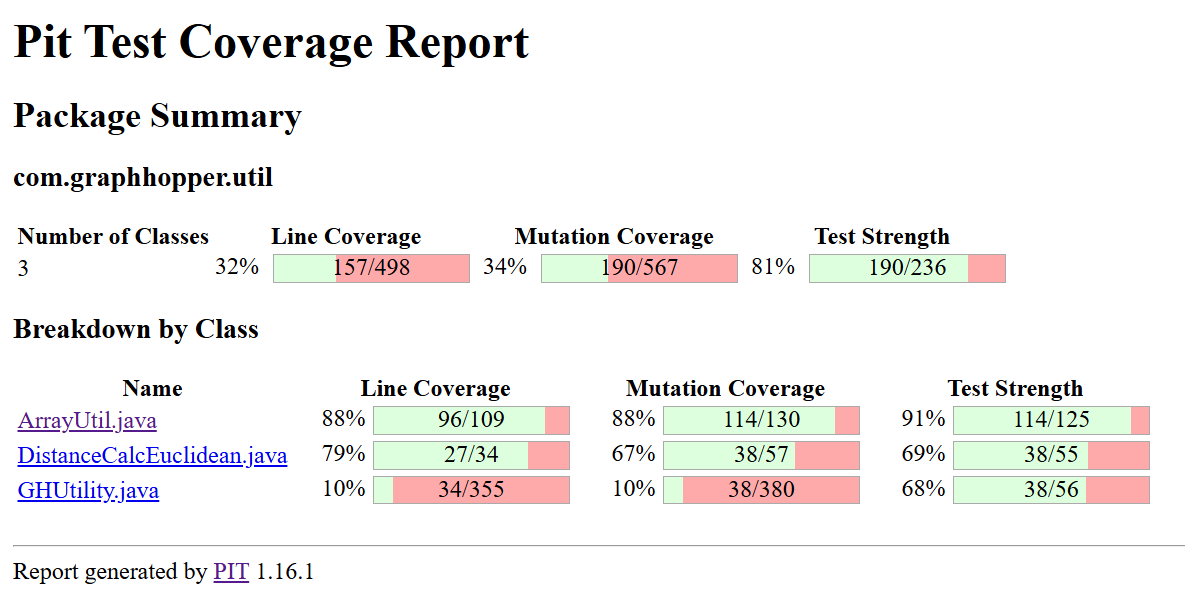 Pit Test Coverage Report
Package Summary
com.graphhopper.util
Number of Classes Line Coverage Mutation Coverage Test Strength
3 32% 157/498 34% 190/567 81% 190/236
Breakdown by Class
Name Line Coverage Mutation Coverage Test Strength
ArrayUtil.java 88% 96/109 88% 114/130 91% 114/125
DistanceCalcEuclidean.java 79% 27/34 67% 38/57 69% 38/55
GHUtility.java 10% 34/355 10% 38/380 68% 38/56
Report generated by PIT 1.16.1